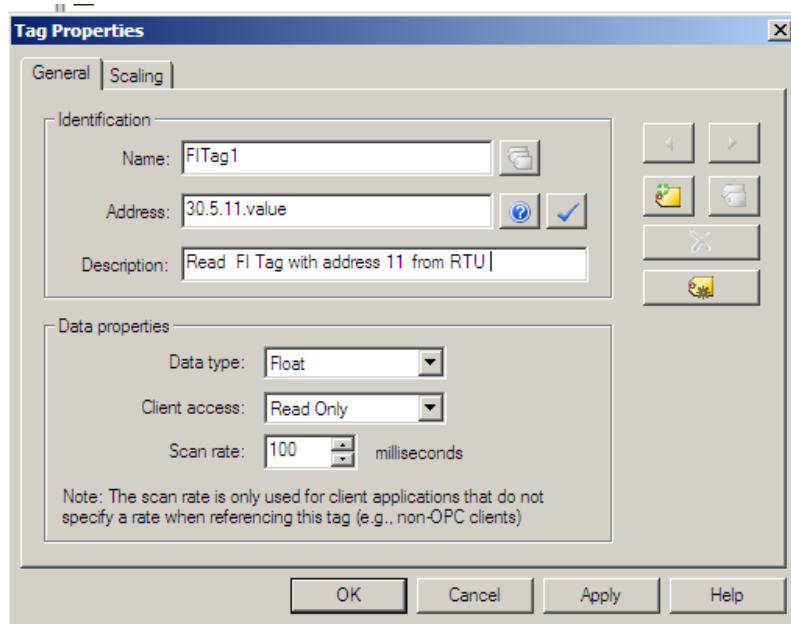 Tag Properties
General
Scaling
Identification
Name:
FITag1
Address:
30.5.11.value
Description:
Read  FI Tag with address 11 from RTU
Data properties
Data type:
Float
Client access:
Read Only
Scan rate:
100
milliseconds
Note: The scan rate is only used for client applications that do not
specify a rate when referencing this tag (e.g., non-OPC clients)
OK
Cancel
Apply
Help